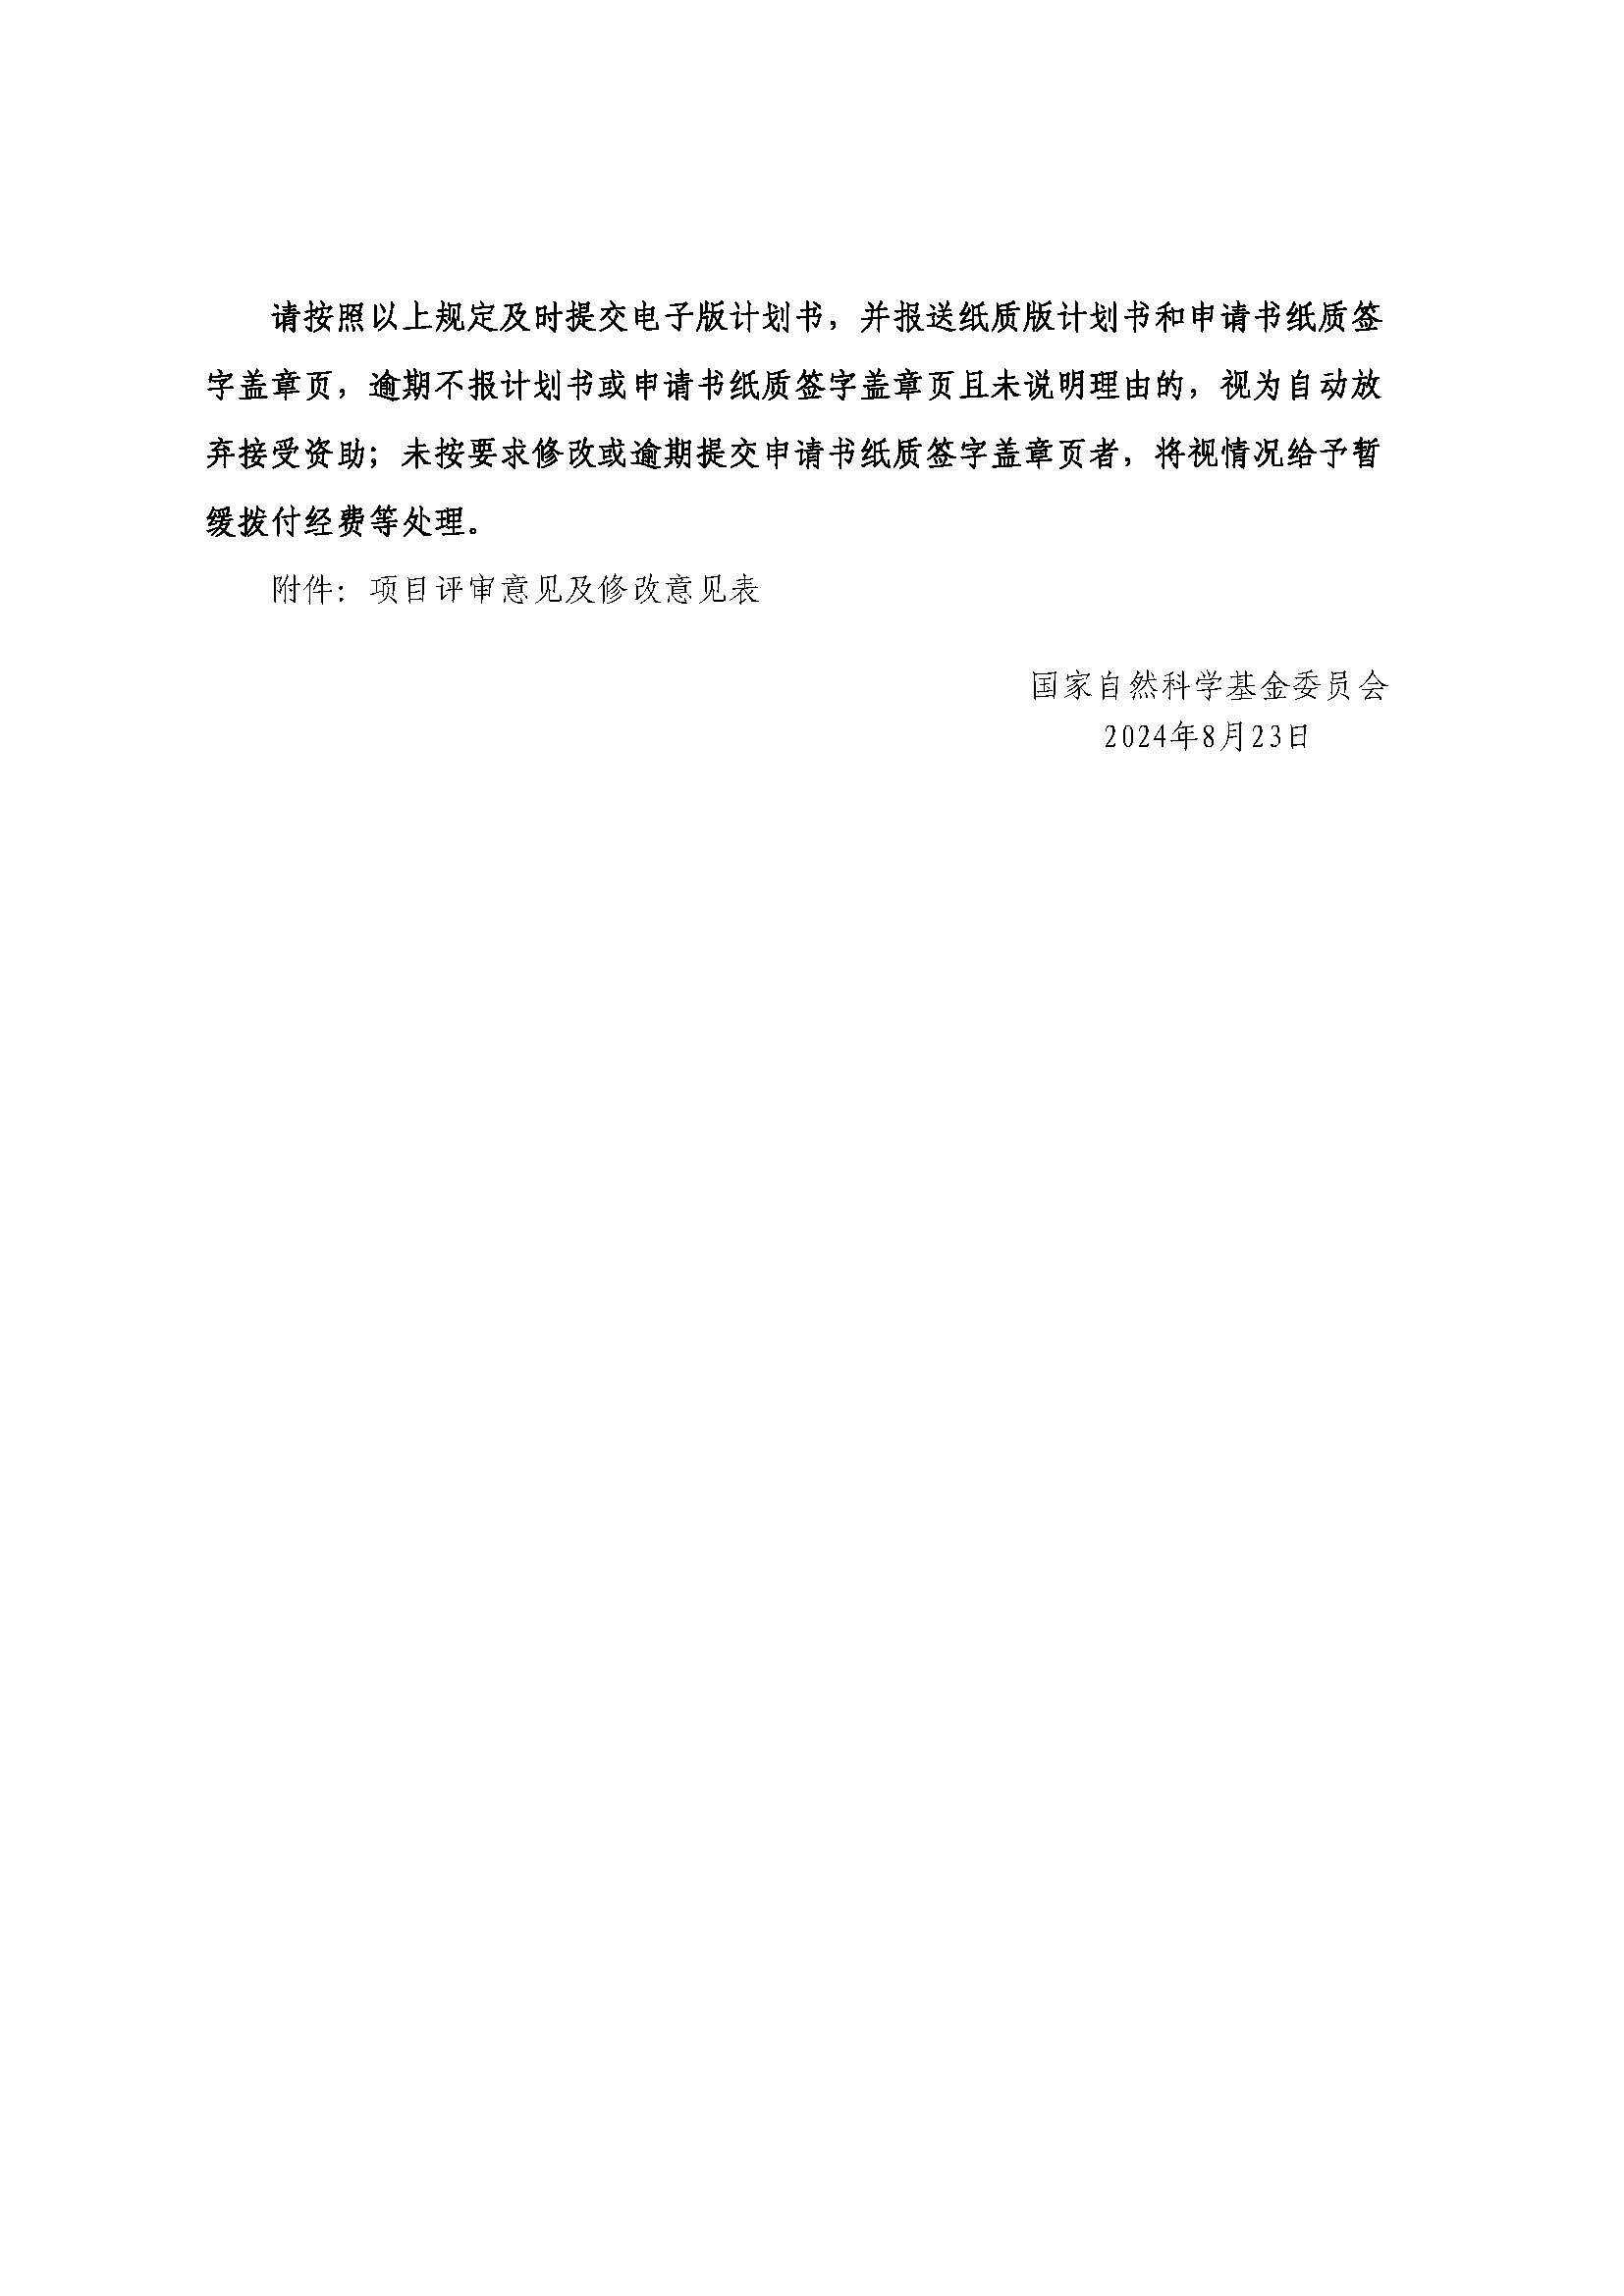 请按照以上规定及时提交电子版计划书，并报送纸质版计划书和申请书纸质签
字盖章页，逾期不报计划书或申请书纸质签字盖章页且未说明理由的，视为自动放
弃接受资助；未按要求修改或逾期提交申请书纸质签字盖章页者，将视情况给予暂
缓拨付经费等处理。
附件：项目评审意见及修改意见表
国家自然科学基金委员会
2024年8月23日